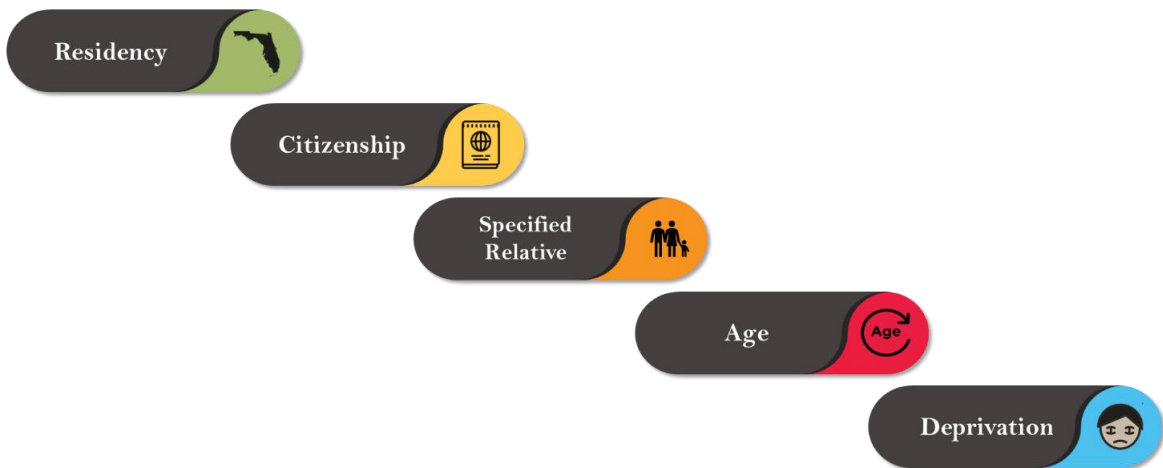 Residency
Citizenship
Specified
Relative
Age
Age
Deprivation